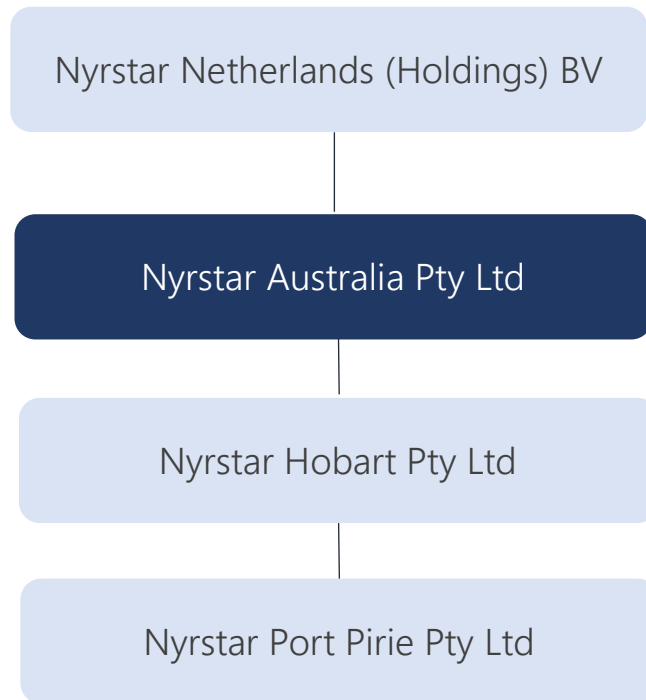 Nyrstar Netherlands (Holdings) BV
Nyrstar Australia Pty Ltd
Nyrstar Hobart Pty Ltd
Nyrstar Port Pirie Pty Ltd